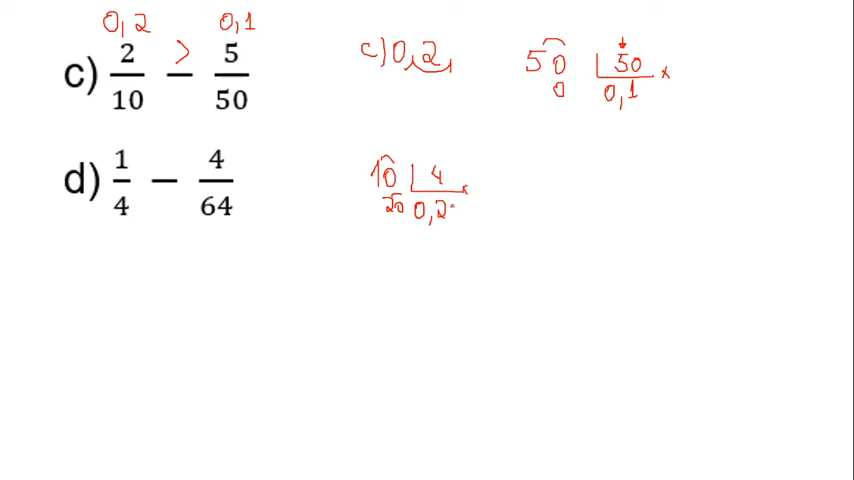 0,2 > 0,1
c) 2/10 – 5/50
c) 0,2
50 |50
0 0,1
d) 1/4 – 4/64
10 |4
20 0,2